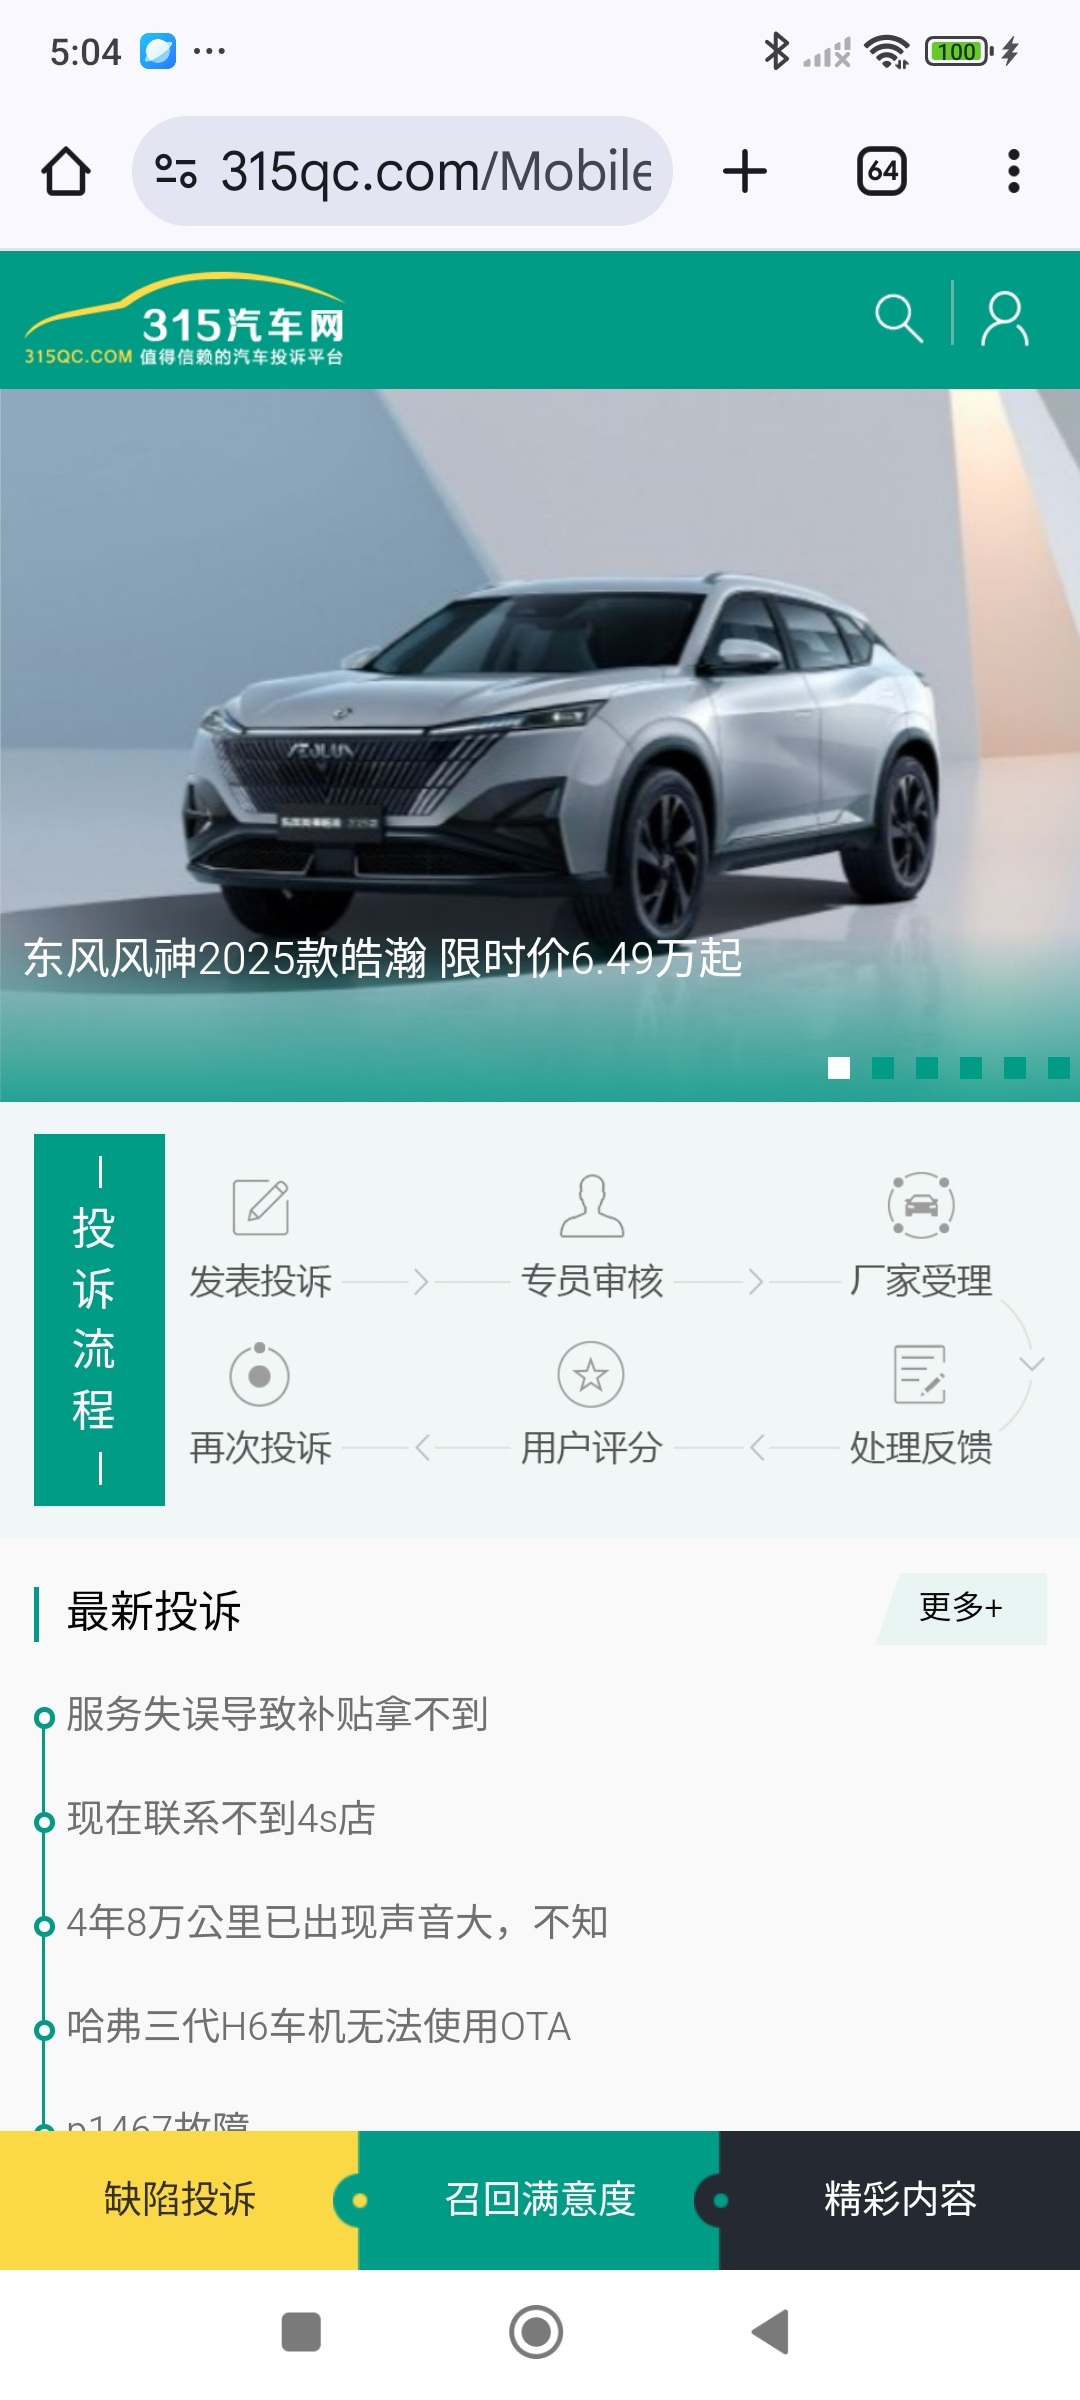 5:04
100
315qc.com/Mobile
64
315汽车网
315QC.COM 值得信赖的汽车投诉平台
东风风神2025款皓瀚 限时价6.49万起
投诉流程
发表投诉
专员审核
厂家受理
再次投诉
用户评分
处理反馈
最新投诉
更多+
服务失误导致补贴拿不到
现在联系不到4s店
4年8万公里已出现声音大，不知
哈弗三代H6车机无法使用OTA
p1467故障
缺陷投诉
召回满意度
精彩内容